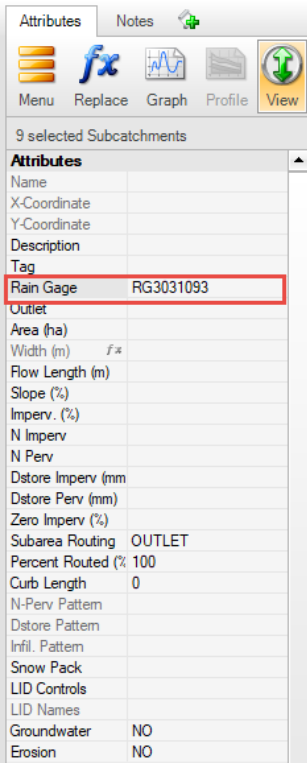 Attributes Notes
fx
Menu Replace Graph Profile View
9 selected Subcatchments
Attributes
Name
X-Coordinate
Y-Coordinate
Description
Tag
Rain Gage RG3031093
Outlet
Area (ha)
Width (m) fx
Flow Length (m)
Slope (%)
Imperv. (%)
N Imperv
N Perv
Dstore Imperv (mm
Dstore Perv (mm)
Zero Imperv (%)
Subarea Routing OUTLET
Percent Routed (% 100
Curb Length 0
N-Perv Pattern
Dstore Pattern
Infil. Pattern
Snow Pack
LID Controls
LID Names
Groundwater NO
Erosion NO